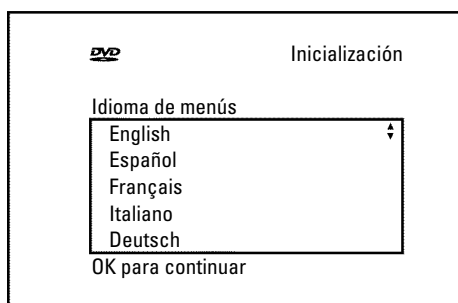 DVD
Inicialización
Idioma de menús
English
Español
Français
Italiano
Deutsch
OK para continuar